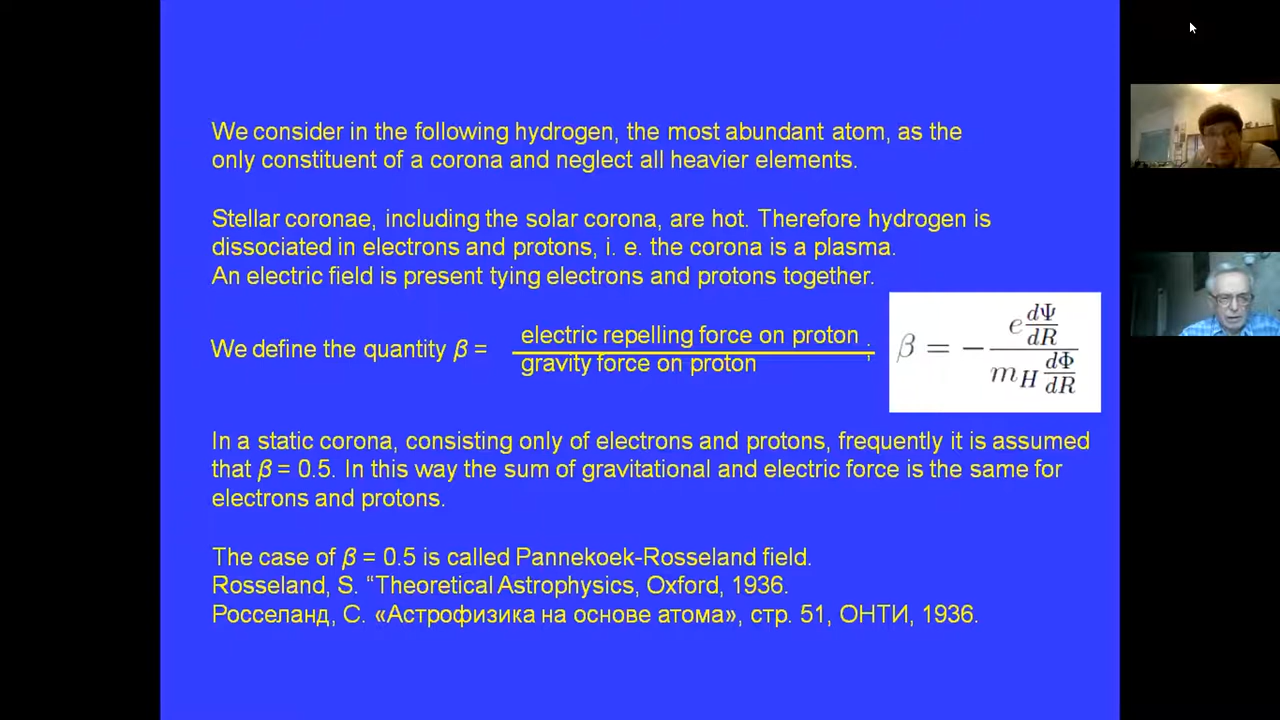 We consider in the following hydrogen, the most abundant atom, as the
only constituent of a corona and neglect all heavier elements.
Stellar coronae, including the solar corona, are hot. Therefore hydrogen is
dissociated in electrons and protons, i. e. the corona is a plasma.
An electric field is present tying electrons and protons together.
We define the quantity β = electric repelling force on proton / gravity force on proton ; β = − (e dΨ/dR) / (m_H dΦ/dR)
In a static corona, consisting only of electrons and protons, frequently it is assumed
that β = 0.5. In this way the sum of gravitational and electric force is the same for
electrons and protons.
The case of β = 0.5 is called Pannekoek-Rosseland field.
Rosseland, S. “Theoretical Astrophysics, Oxford, 1936.
Росселанд, С. «Астрофизика на основе атома», стр. 51, ОНТИ, 1936.